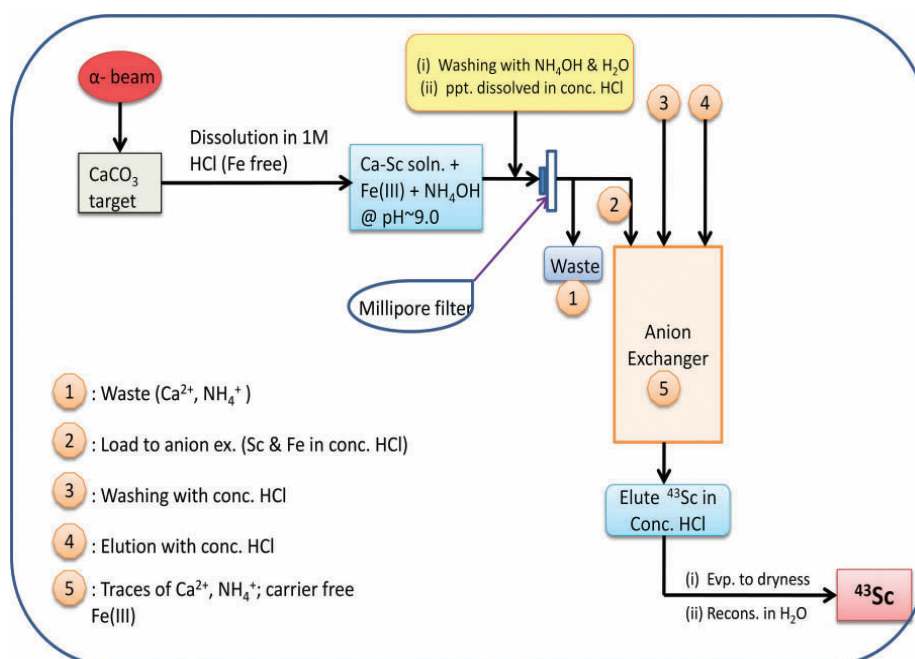 (i) Washing with NH₄OH & H₂O
(ii) ppt. dissolved in conc. HCl
α- beam
3
4
Dissolution in 1M
HCl (Fe free)
CaCO₃
target
Ca-Sc soln. +
Fe(III) + NH₄OH
@ pH~9.0
2
Waste
1
Millipore filter
Anion
Exchanger
5
1 : Waste (Ca²⁺, NH₄⁺ )
2 : Load to anion ex. (Sc & Fe in conc. HCl)
3 : Washing with conc. HCl
4 : Elution with conc. HCl
5 : Traces of Ca²⁺, NH₄⁺; carrier free
Fe(III)
Elute ⁴³Sc in
Conc. HCl
(i) Evp. to dryness
(ii) Recons. in H₂O
⁴³Sc